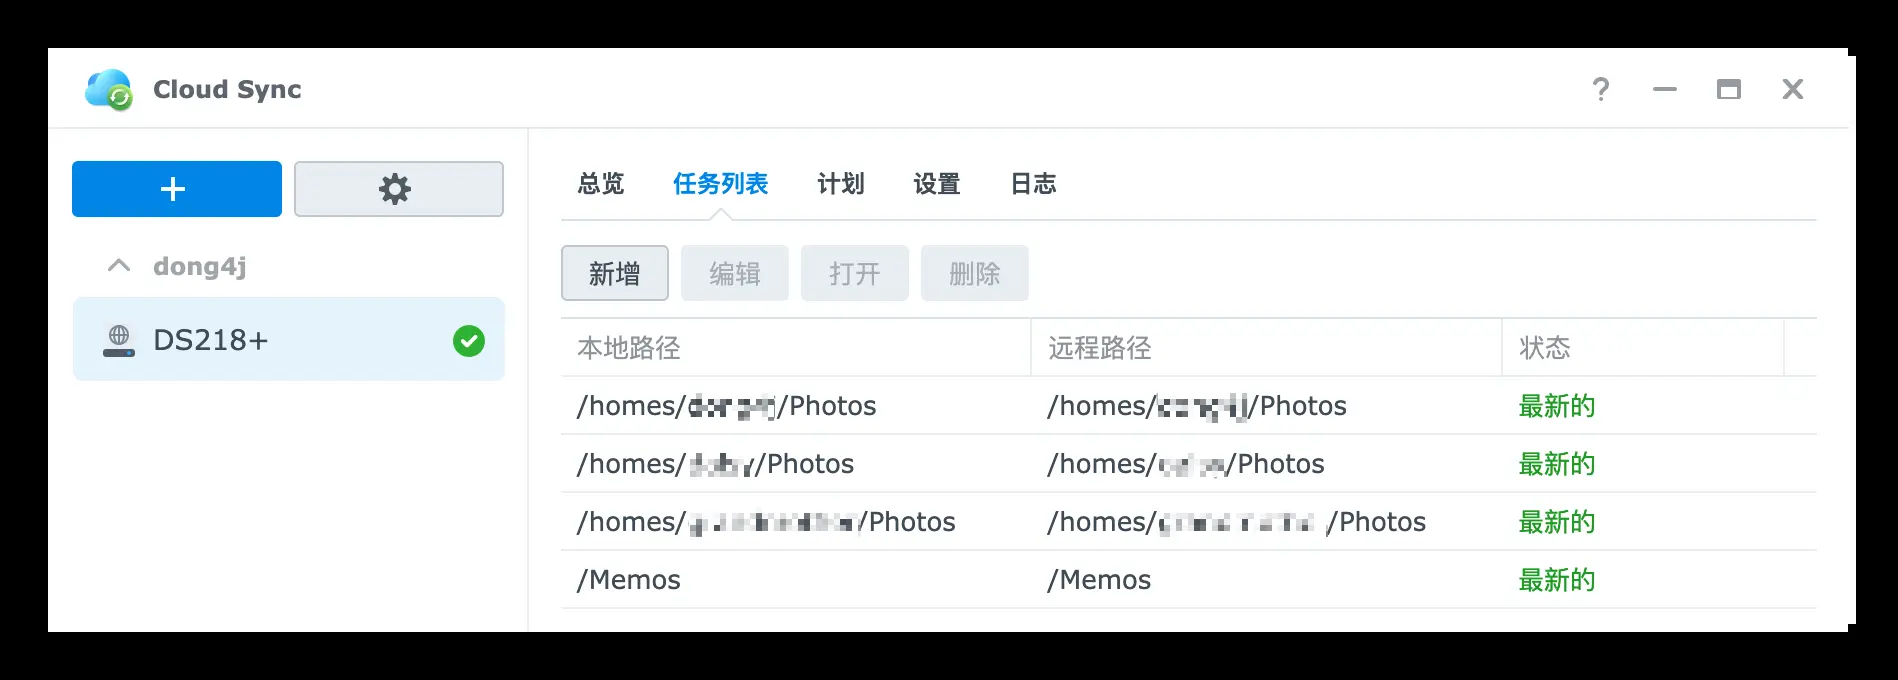 Cloud Sync
总览 任务列表 计划 设置 日志
dong4j
DS218+
新增 编辑 打开 删除
本地路径 远程路径 状态
/homes/ /Photos /homes/ /Photos 最新的
/homes/ /Photos /homes/ /Photos 最新的
/homes/ /Photos /homes/ /Photos 最新的
/Memos /Memos 最新的